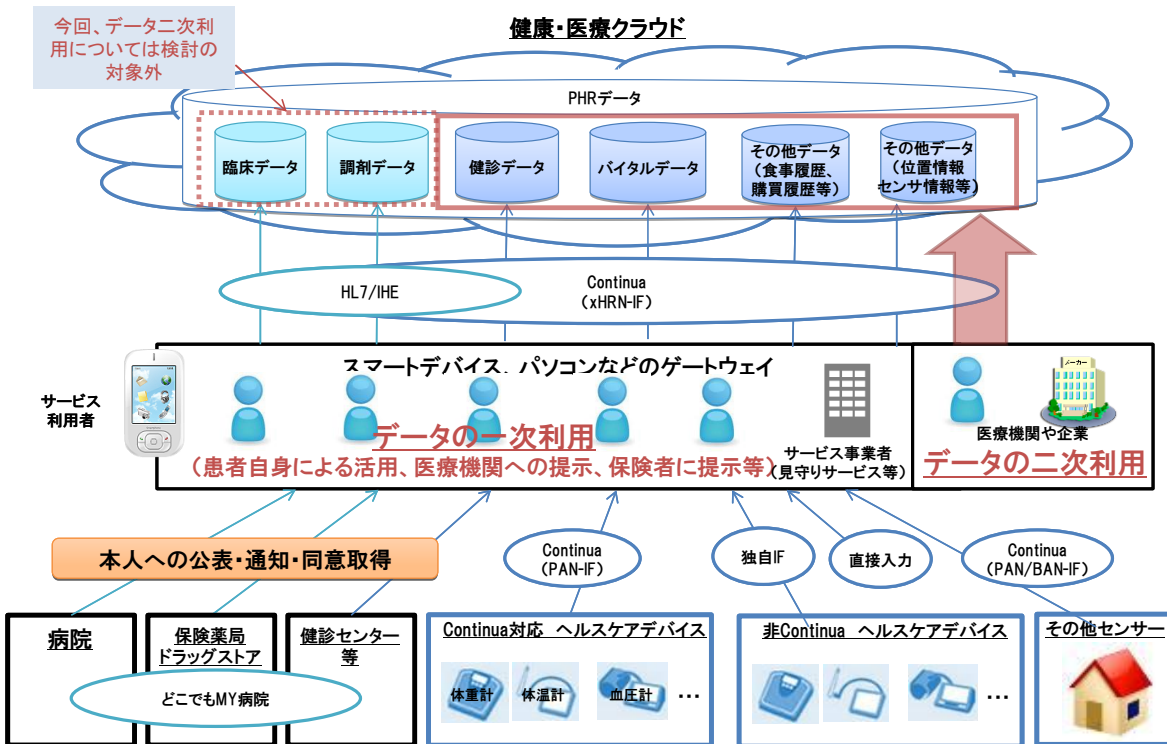 今回、データ二次利
用については検討の
対象外
健康・医療クラウド
PHRデータ
臨床データ
調剤データ
健診データ
バイタルデータ
その他データ
（食事履歴、
購買履歴等）
その他データ
（位置情報
センサ情報等）
HL7/IHE
Continua
（xHRN-IF）
サービス
利用者
スマートデバイス、パソコンなどのゲートウェイ
データの一次利用
（患者自身による活用、医療機関への提示、保険者に提示等）
サービス事業者
（見守りサービス等）
メーカー
医療機関や企業
データの二次利用
本人への公表・通知・同意取得
Continua
（PAN-IF）
独自IF
直接入力
Continua
（PAN/BAN-IF）
病院
保険薬局
ドラッグストア
健診センター
等
どこでもMY病院
Continua対応　ヘルスケアデバイス
体重計
体温計
血圧計
…
非Continua　ヘルスケアデバイス
…
その他センサー